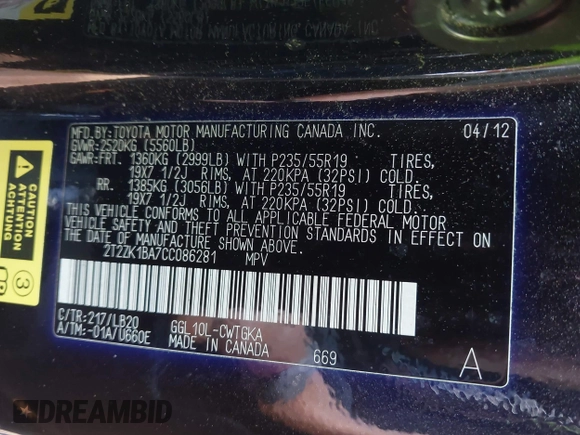 MFD.BY:TOYOTA MOTOR MANUFACTURING CANADA INC. 04/12
GVWR:2520KG (5560LB)
GAWR:FRT. 1360KG (2999LB) WITH P235/55R19 TIRES,
19X7 1/2J RIMS, AT 220KPA (32PSI) COLD.
RR. 1385KG (3056LB) WITH P235/55R19 TIRES,
19X7 1/2J RIMS, AT 220KPA (32PSI) COLD.
THIS VEHICLE CONFORMS TO ALL APPLICABLE FEDERAL MOTOR
VEHICLE SAFETY AND THEFT PREVENTION STANDARDS IN EFFECT ON
THE DATE OF MANUFACTURE SHOWN ABOVE.
2T2ZK1BA7CC086281 MPV
C/TR:217/LB20 GGL10L-CWTGKA
A/TM:-01A/U660E MADE IN CANADA
669 A
CAUTION
ATTENTION
ACHTUNG
3
DREAMBID